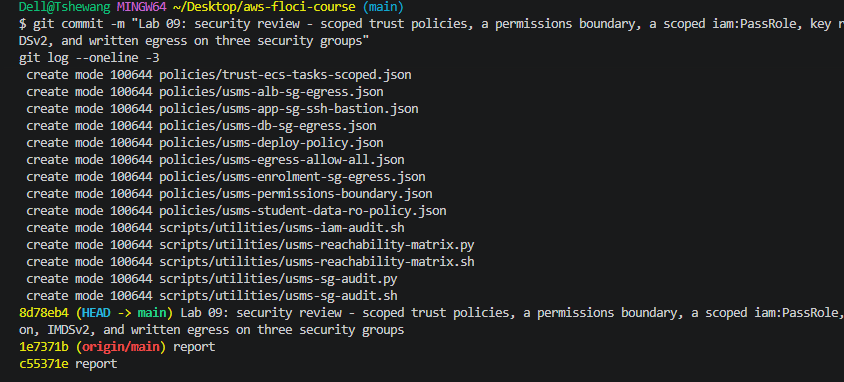 Dell@Tshewang MINGW64 ~/Desktop/aws-floci-course (main)
$ git commit -m "Lab 09: security review - scoped trust policies, a permissions boundary, a scoped iam:PassRole, key r
DSv2, and written egress on three security groups"
git log --oneline -3
 create mode 100644 policies/trust-ecs-tasks-scoped.json
 create mode 100644 policies/usms-alb-sg-egress.json
 create mode 100644 policies/usms-app-sg-ssh-bastion.json
 create mode 100644 policies/usms-db-sg-egress.json
 create mode 100644 policies/usms-deploy-policy.json
 create mode 100644 policies/usms-egress-allow-all.json
 create mode 100644 policies/usms-enrolment-sg-egress.json
 create mode 100644 policies/usms-permissions-boundary.json
 create mode 100644 policies/usms-student-data-ro-policy.json
 create mode 100644 scripts/utilities/usms-iam-audit.sh
 create mode 100644 scripts/utilities/usms-reachability-matrix.py
 create mode 100644 scripts/utilities/usms-reachability-matrix.sh
 create mode 100644 scripts/utilities/usms-sg-audit.py
 create mode 100644 scripts/utilities/usms-sg-audit.sh
8d78eb4 (HEAD -> main) Lab 09: security review - scoped trust policies, a permissions boundary, a scoped iam:PassRole,
on, IMDSv2, and written egress on three security groups
1e7371b (origin/main) report
c55371e report